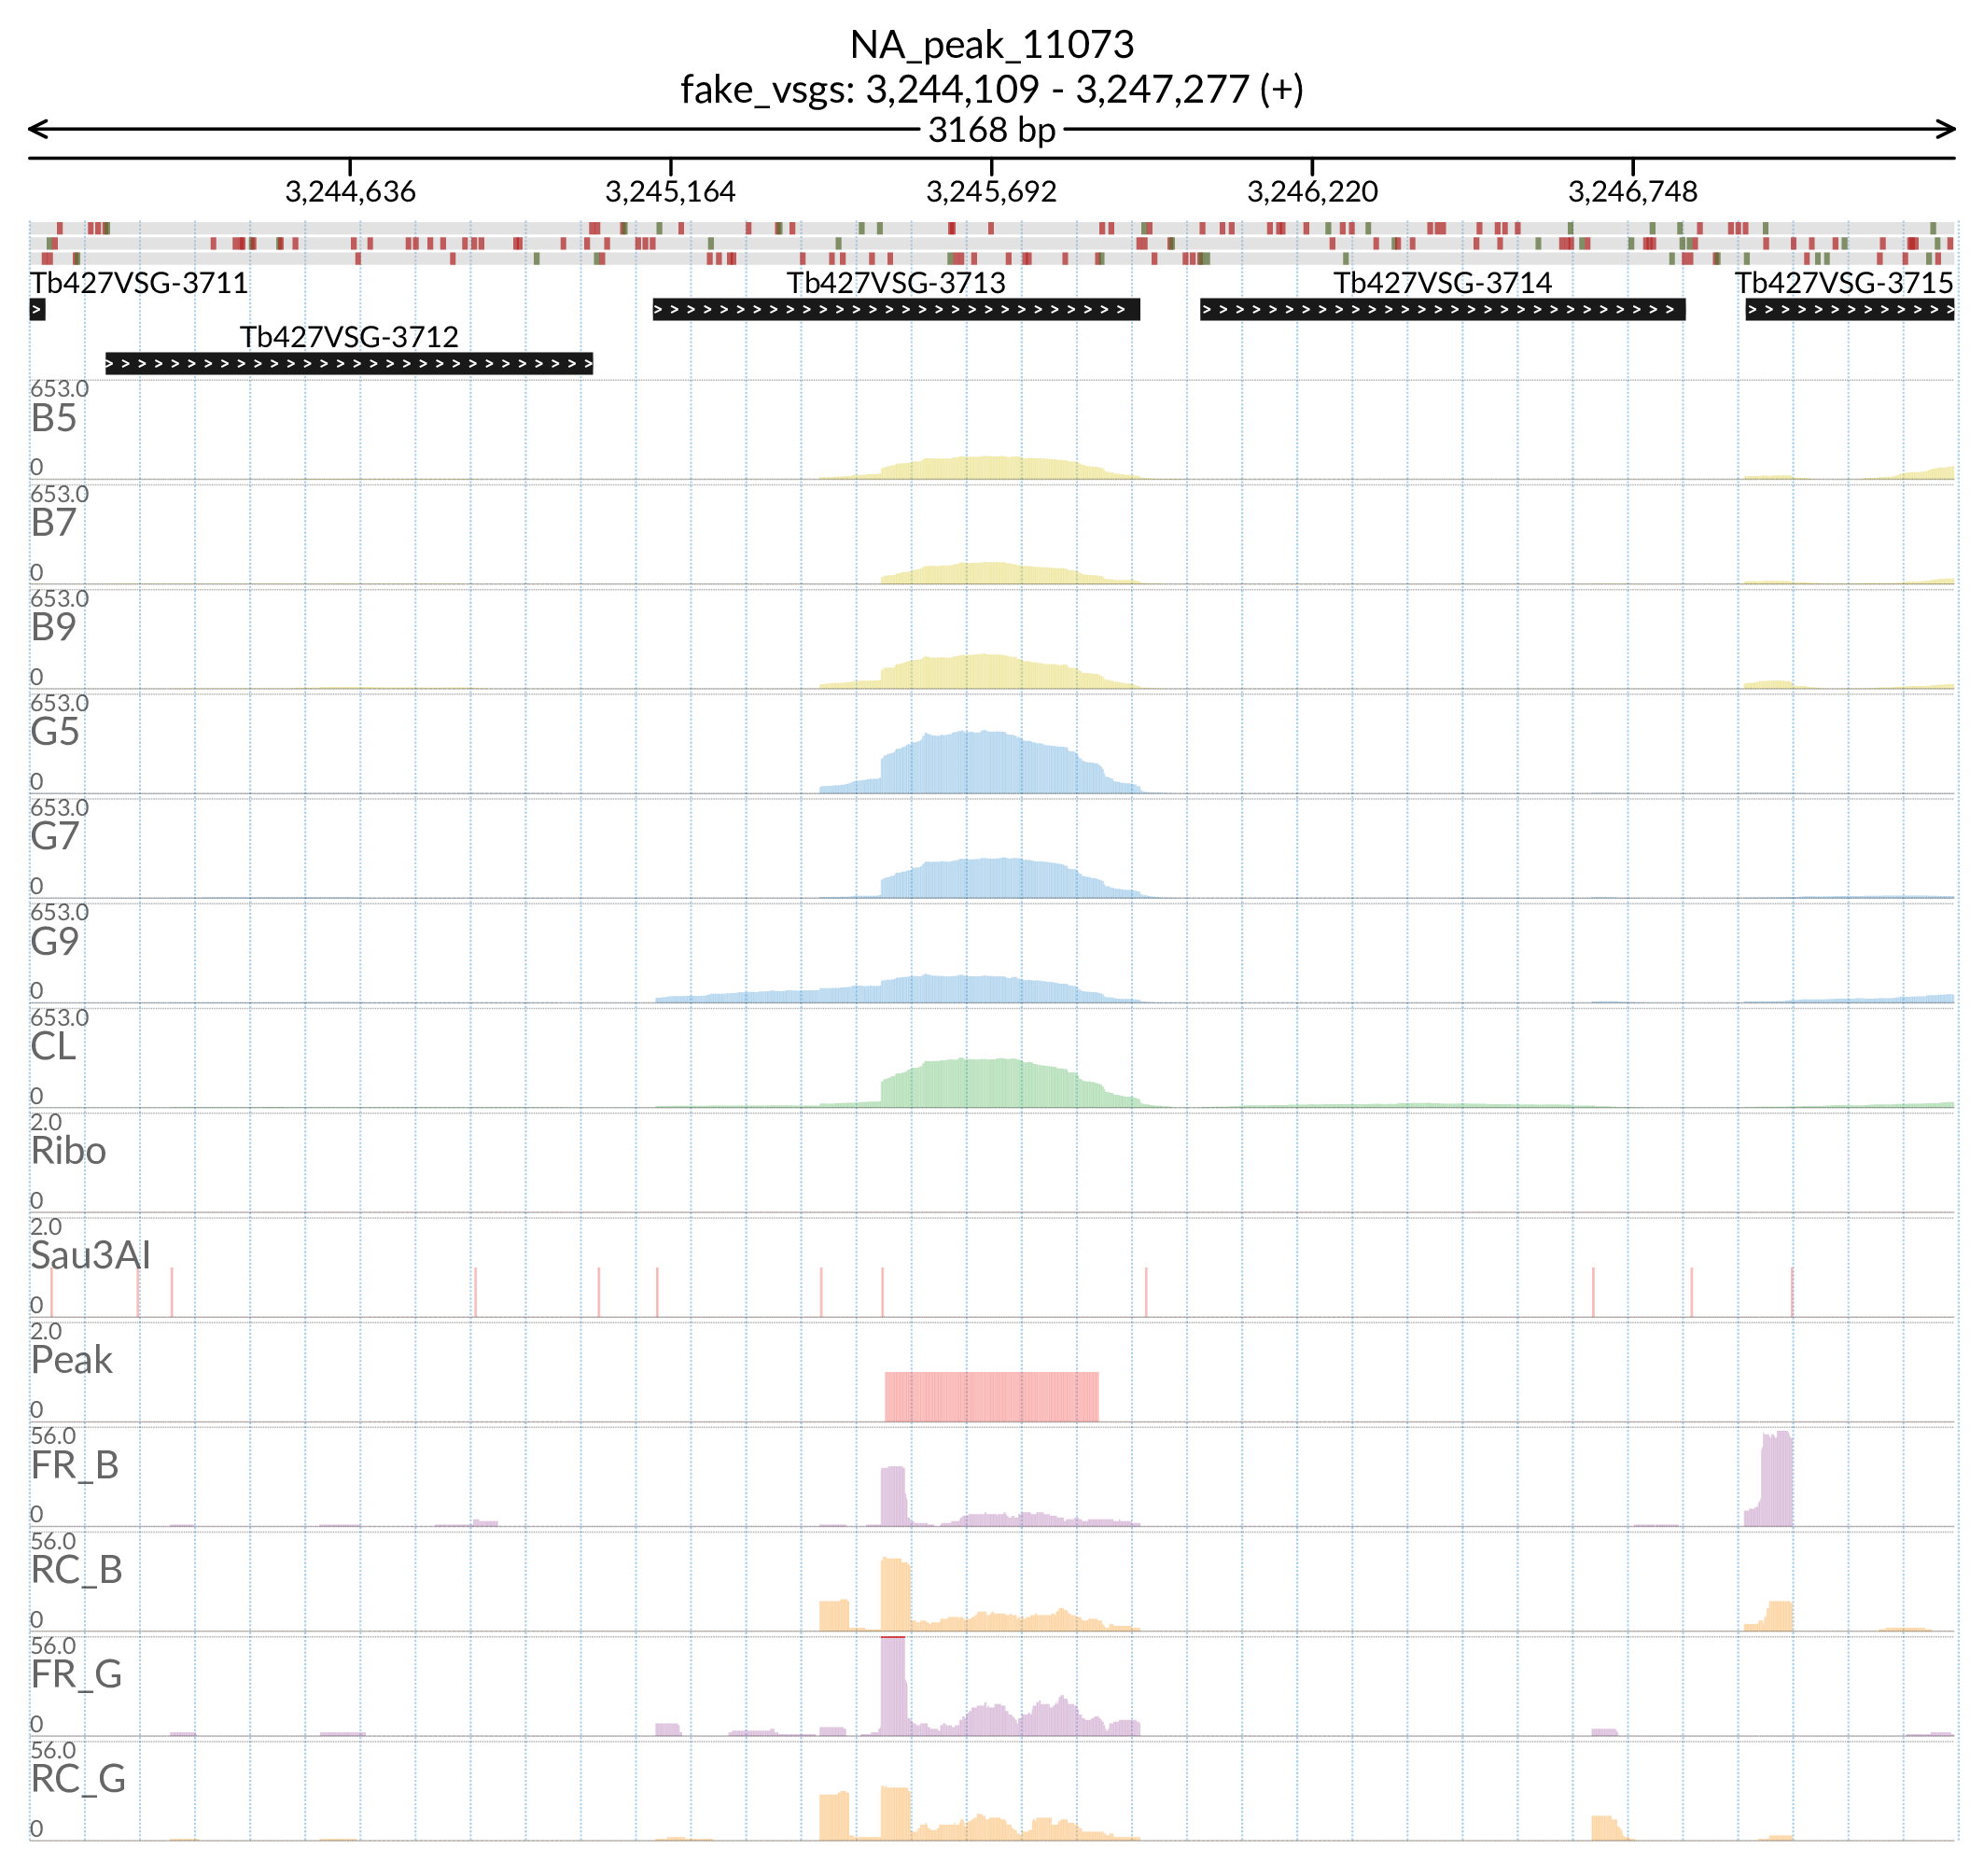 NA_peak_11073
fake_vsgs: 3,244,109 - 3,247,277 (+)
3168 bp
3,244,636 3,245,164 3,245,692 3,246,220 3,246,748
Tb427VSG-3711 Tb427VSG-3713 Tb427VSG-3714 Tb427VSG-3715
Tb427VSG-3712
653.0
B5
0
653.0
B7
0
653.0
B9
0
653.0
G5
0
653.0
G7
0
653.0
G9
0
653.0
CL
0
2.0
Ribo
0
2.0
Sau3AI
0
2.0
Peak
0
56.0
FR_B
0
56.0
RC_B
0
56.0
FR_G
0
56.0
RC_G
0